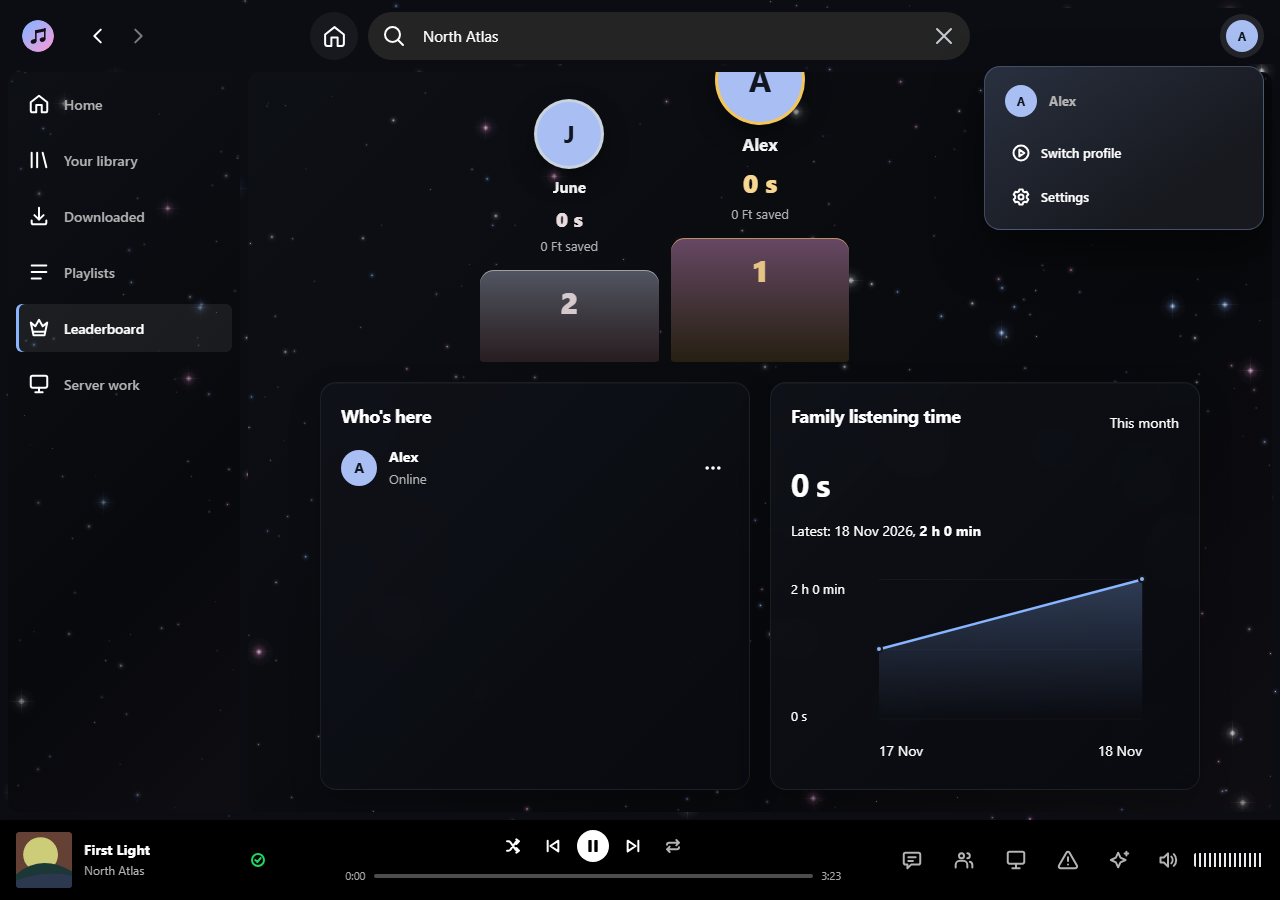 North Atlas
A
A
Alex
Switch profile
Settings
Home
Your library
Downloaded
Playlists
Leaderboard
Server work
J
June
0 s
0 Ft saved
2
A
Alex
0 s
0 Ft saved
1
Who's here
A
Alex
Online
Family listening time
This month
0 s
Latest: 18 Nov 2026, 2 h 0 min
2 h 0 min
0 s
17 Nov
18 Nov
First Light
North Atlas
0:00
3:23